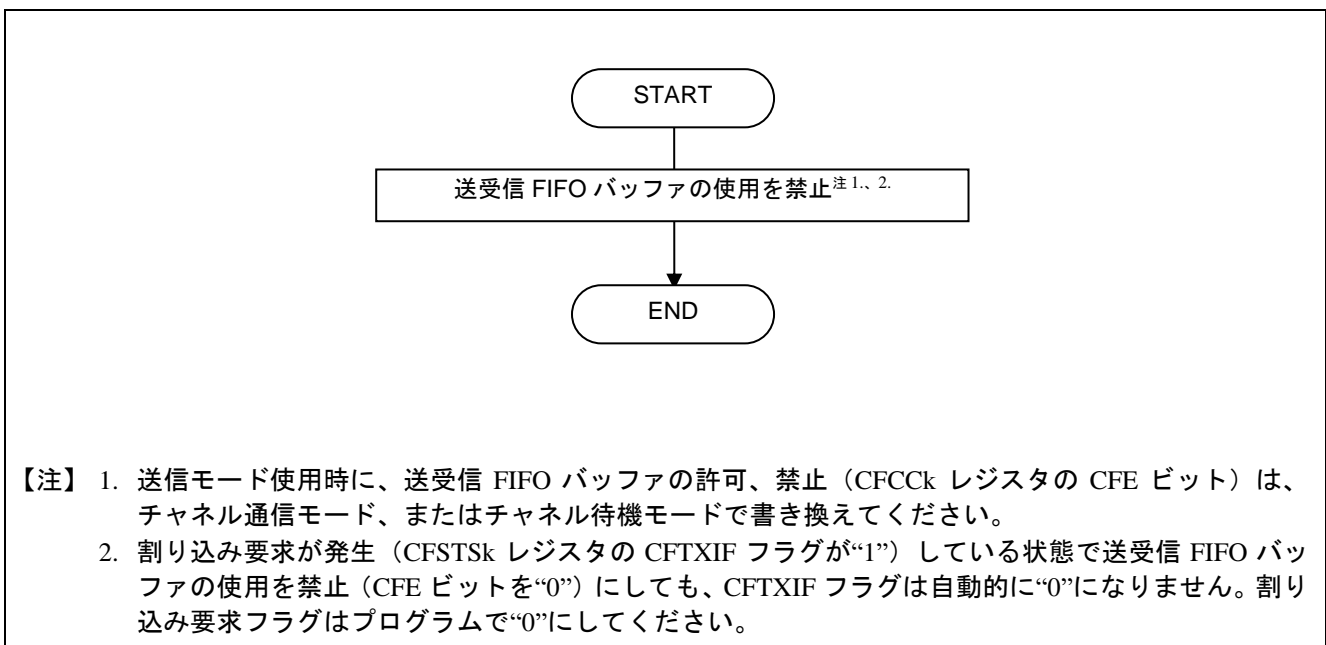 START
送受信 FIFO バッファの使用を禁止注 1.、2.
END
【注】 1. 送信モード使用時に、送受信 FIFO バッファの許可、禁止（CFCCk レジスタの CFE ビット）は、
チャネル通信モード、またはチャネル待機モードで書き換えてください。
2. 割り込み要求が発生（CFSTSk レジスタの CFTXIF フラグが“1”）している状態で送受信 FIFO バッ
ファの使用を禁止（CFE ビットを“0”）にしても、CFTXIF フラグは自動的に“0”になりません。割り
込み要求フラグはプログラムで“0”にしてください。